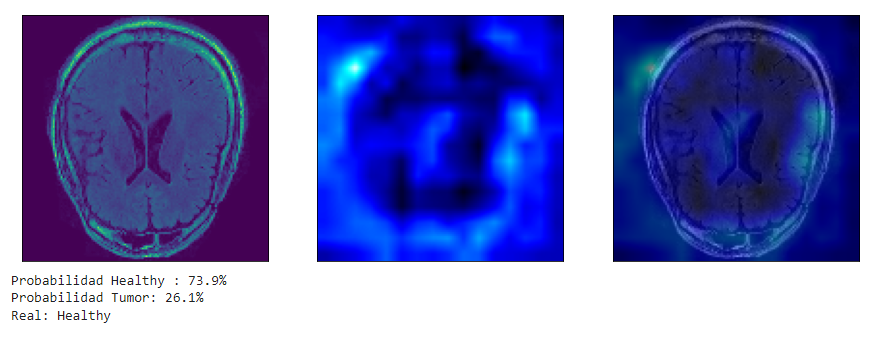 Probabilidad Healthy : 73.9%
Probabilidad Tumor: 26.1%
Real: Healthy